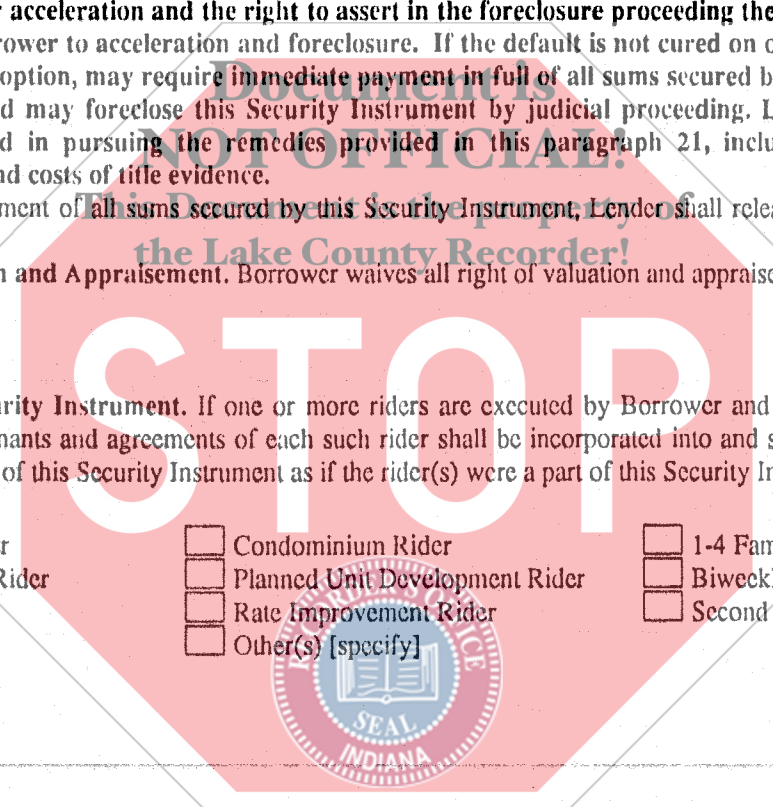 acceleration and the right to assert in the foreclosure proceeding the
rower to acceleration and foreclosure. If the default is not cured on o
option, may require immediate payment in full of all sums secured b
d may foreclose this Security Instrument by judicial proceeding. L
d in pursuing the remedies provided in this paragraph 21, inclu
nd costs of title evidence.
ment of all sums secured by this Security Instrument, Lender shall relea
n and Appraisement. Borrower waives all right of valuation and appraise
Document is
NOT OFFICIAL!
This Document is the property of
the Lake County Recorder!
STOP
rity Instrument. If one or more riders are executed by Borrower and
nants and agreements of each such rider shall be incorporated into and s
of this Security Instrument as if the rider(s) were a part of this Security In
r Condominium Rider 1-4 Fam
Rider Planned Unit Development Rider Biweekl
Rate Improvement Rider Second
Other(s) [specify]
RECORDER'S OFFICE
SEAL
INDIANA